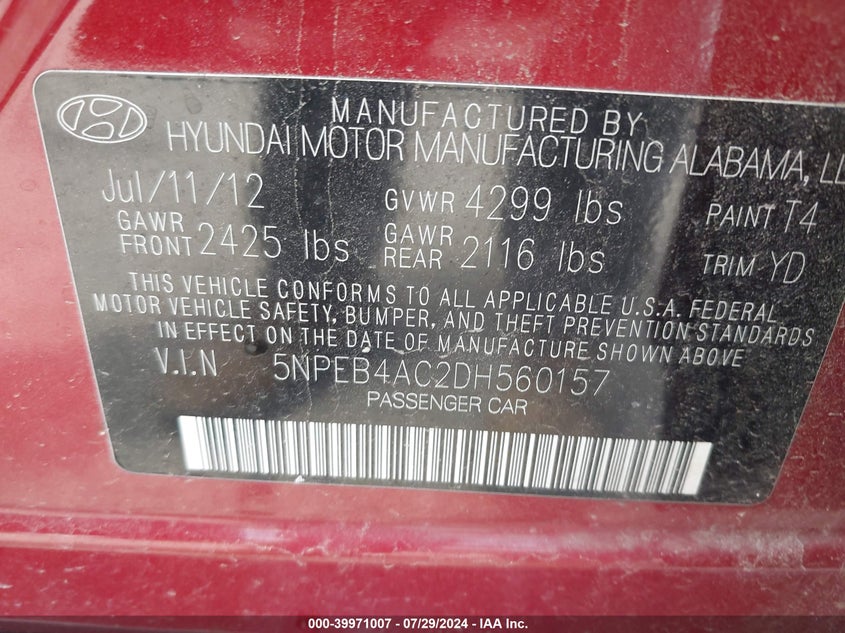 MANUFACTURED BY
HYUNDAI MOTOR MANUFACTURING ALABAMA,
Jul/11/12 GVWR 4299 lbs PAINT T4
GAWR FRONT 2425 lbs GAWR REAR 2116 lbs TRIM YD
THIS VEHICLE CONFORMS TO ALL APPLICABLE U.S.A. FEDERAL
MOTOR VEHICLE SAFETY, BUMPER, AND THEFT PREVENTION STANDARDS
IN EFFECT ON THE DATE OF MANUFACTURE SHOWN ABOVE.
V.I.N 5NPEB4AC2DH560157
PASSENGER CAR
000-39971007 - 07/29/2024 - IAA Inc.